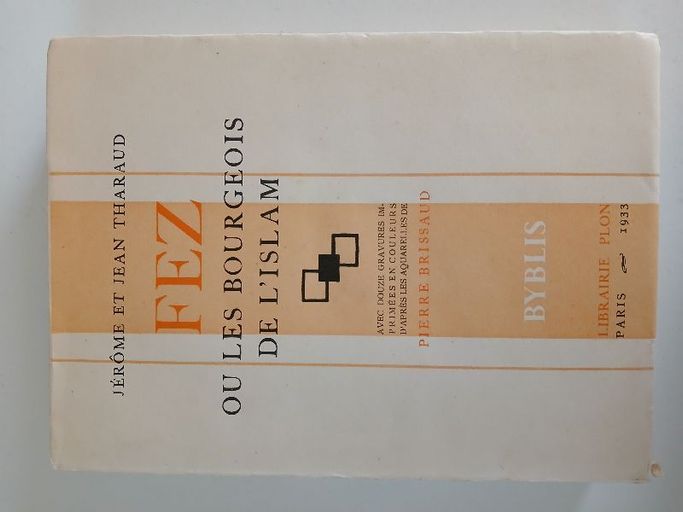 JÉRÔME ET JEAN THARAUD
FEZ
OU LES BOURGEOIS
DE L'ISLAM
AVEC DOUZE GRAVURES IM-
PRIMÉES EN COULEURS
D'APRÈS LES AQUARELLES DE
PIERRE BRISSAUD
BYBLIS
LIBRAIRIE PLON
PARIS 1933